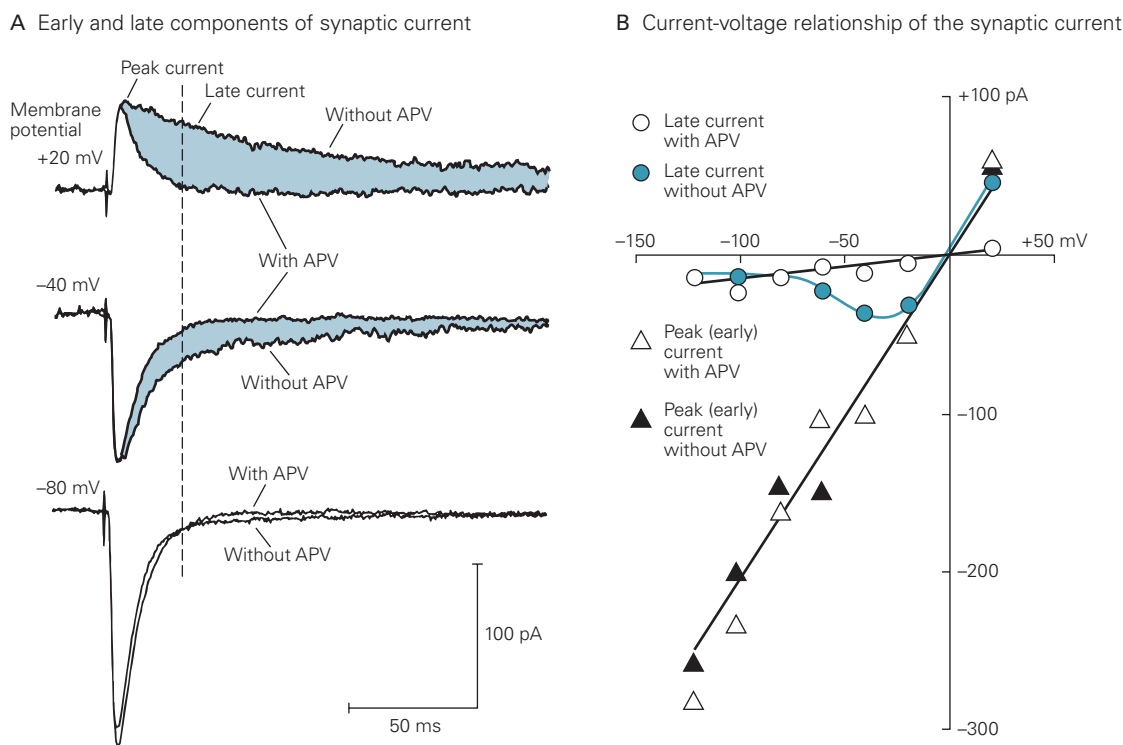 A Early and late components of synaptic current
Peak current
Late current
Membrane
potential
Without APV
+20 mV
With APV
–40 mV
Without APV
–80 mV
With APV
Without APV
100 pA
50 ms
B Current-voltage relationship of the synaptic current
+100 pA
Late current
with APV
Late current
without APV
–150
–100
–50
+50 mV
Peak (early)
current
with APV
–100
Peak (early)
current
without APV
–200
–300